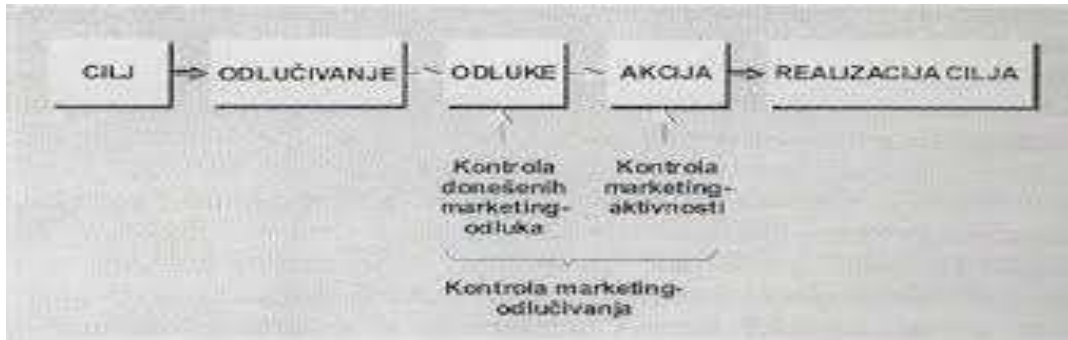 CILJ
ODLUČIVANJE
ODLUKE
AKCIJA
REALIZACIJA CILJA
Kontrola
donešenih
marketing-
odluka
Kontrola
marketing-
aktivnosti
Kontrola marketing-
odlučivanja